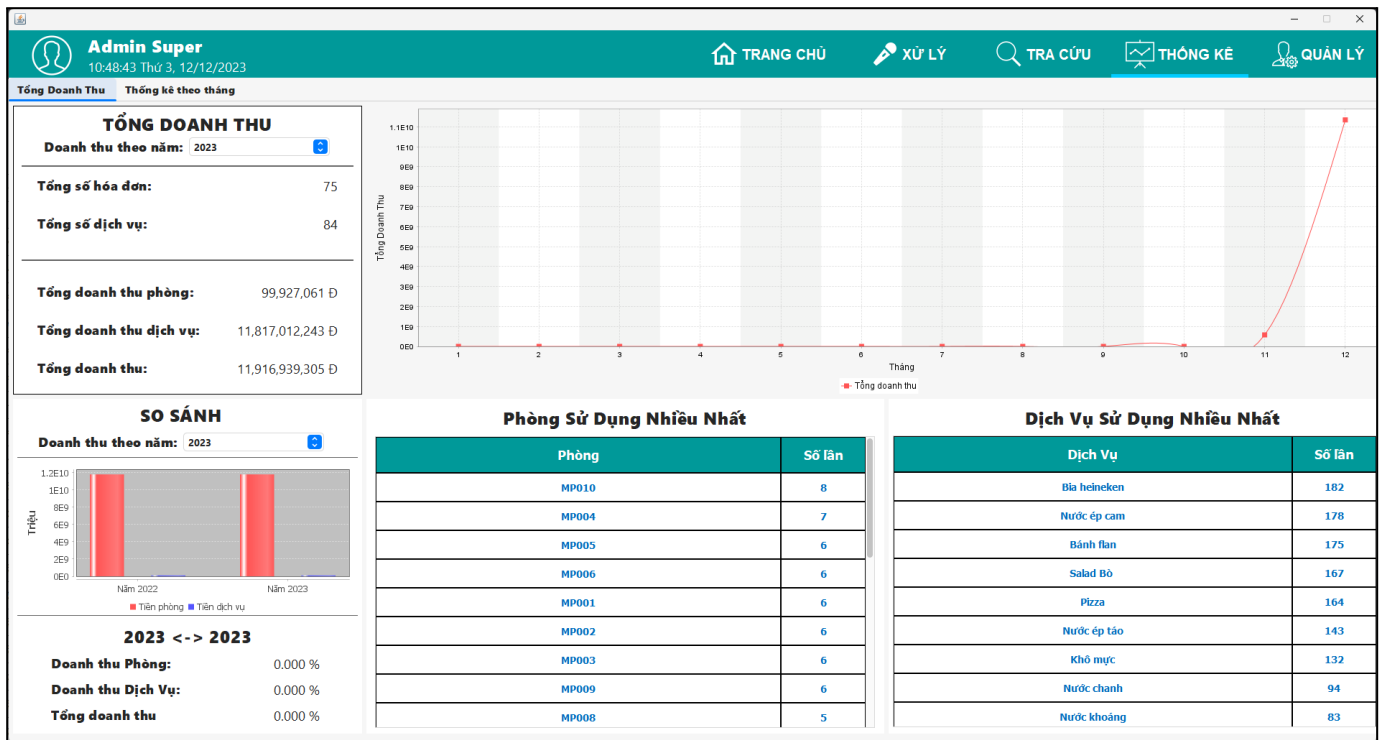 Admin Super
10:48:43 Thứ 3, 12/12/2023
TRANG CHỦ
XỬ LÝ
TRA CỨU
THỐNG KÊ
QUẢN LÝ
Tổng Doanh Thu
Thống kê theo tháng
TỔNG DOANH THU
Doanh thu theo năm: 2023
Tổng số hóa đơn: 75
Tổng số dịch vụ: 84
Tổng doanh thu phòng: 99,927,061 Đ
Tổng doanh thu dịch vụ: 11,817,012,243 Đ
Tổng doanh thu: 11,916,939,305 Đ
Tổng Doanh Thu
1.1E10
1E10
9E9
8E9
7E9
6E9
5E9
4E9
3E9
2E9
1E9
0E0
1 2 3 4 5 6 7 8 9 10 11 12
Tháng
Tổng doanh thu
SO SÁNH
Doanh thu theo năm: 2023
Triệu
1.2E10
1E10
8E9
6E9
4E9
2E9
0E0
Năm 2022 Năm 2023
Tiền phòng Tiền dịch vụ
2023 <-> 2023
Doanh thu Phòng: 0.000 %
Doanh thu Dịch Vụ: 0.000 %
Tổng doanh thu 0.000 %
Phòng Sử Dụng Nhiều Nhất
Phòng Số lần
MP010 8
MP004 7
MP005 6
MP006 6
MP001 6
MP002 6
MP003 6
MP009 6
MP008 5
Dịch Vụ Sử Dụng Nhiều Nhất
Dịch Vụ Số lần
Bia heineken 182
Nước ép cam 178
Bánh flan 175
Salad Bò 167
Pizza 164
Nước ép táo 143
Khô mực 132
Nước chanh 94
Nước khoáng 83